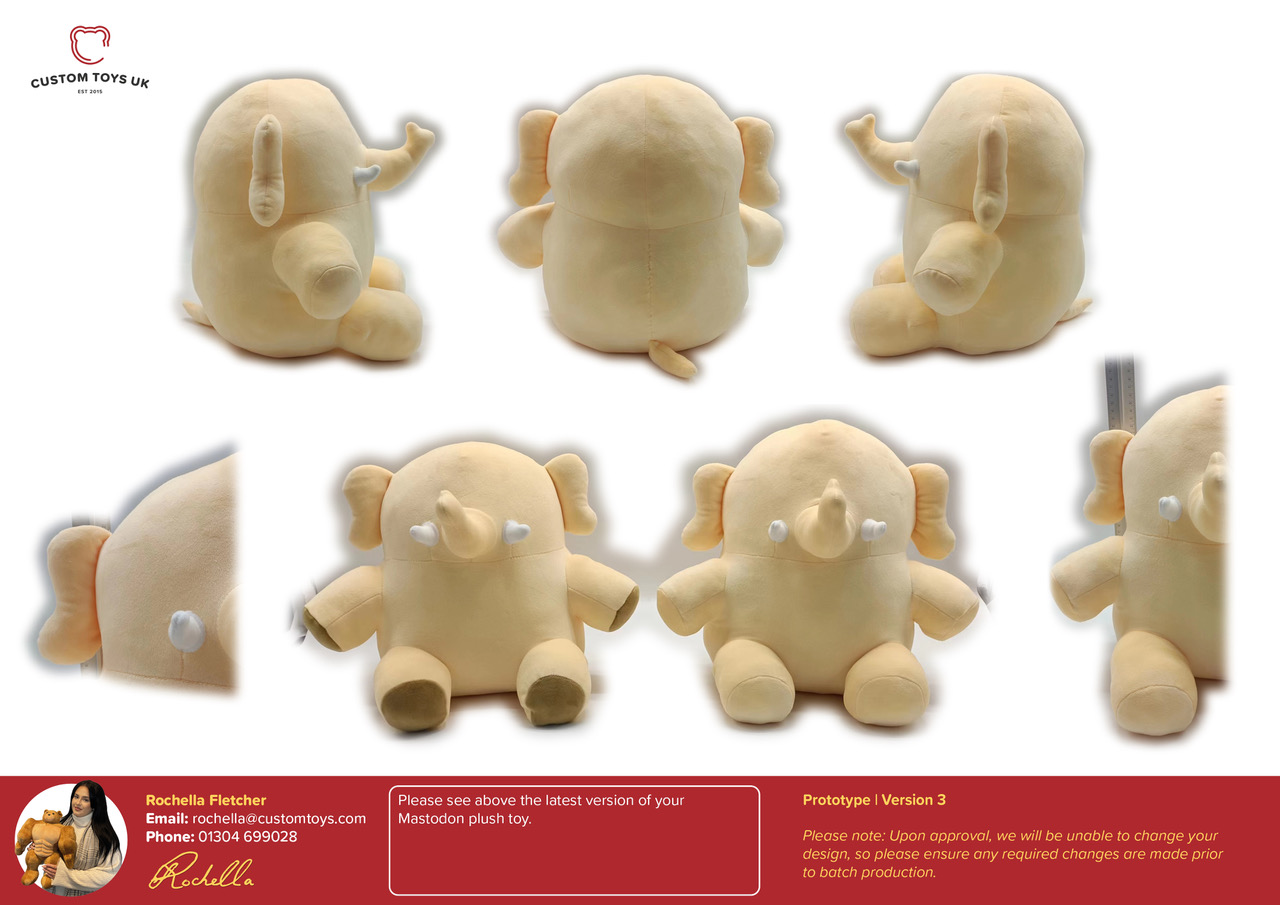 CUSTOM TOYS UK
EST 2015
Rochella Fletcher
Email: rochella@customtoys.com
Phone: 01304 699028
Rochella
Please see above the latest version of your
Mastodon plush toy.
Prototype | Version 3
Please note: Upon approval, we will be unable to change your
design, so please ensure any required changes are made prior
to batch production.